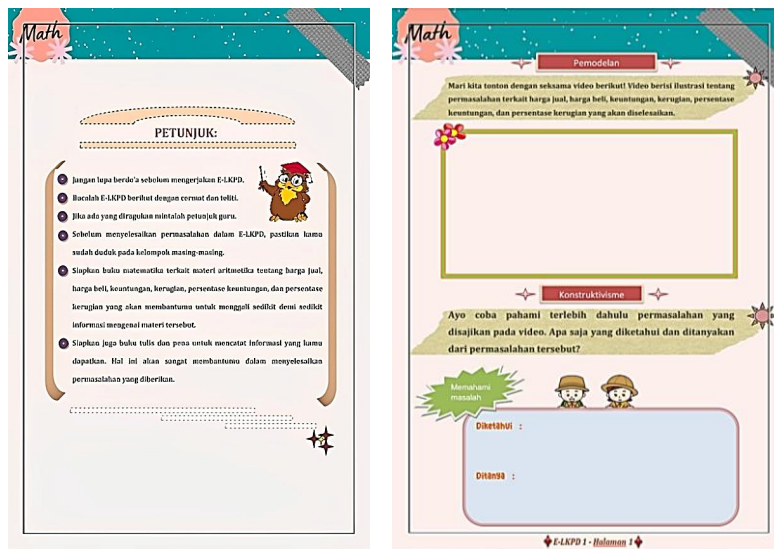 Math
PETUNJUK:
Jangan lupa berdo'a sebelum mengerjakan E-LKPD.
Bacalah E-LKPD berikut dengan cermat dan teliti.
Jika ada yang diragukan mintalah petunjuk guru.
Sebelum menyelesaikan permasalahan dalam E-LKPD, pastikan kamu
sudah duduk pada kelompok masing-masing.
Siapkan buku matematika terkait materi aritmetika tentang harga jual,
harga beli, keuntungan, kerugian, persentase keuntungan, dan persentase
kerugian yang akan membantumu untuk menggali sedikit demi sedikit
informasi mengenai materi tersebut.
Siapkan juga buku tulis dan pena untuk mencatat informasi yang kamu
dapatkan. Hal ini akan sangat membantumu dalam menyelesaikan
permasalahan yang diberikan.
Math
Pemodelan
Mari kita tonton dengan seksama video berikut! Video berisi ilustrasi tentang
permasalahan terkait harga jual, harga beli, keuntungan, kerugian, persentase
keuntungan, dan persentase kerugian yang akan diselesaikan.
Konstruktivisme
Ayo coba pahami terlebih dahulu permasalahan yang
disajikan pada video. Apa saja yang diketahui dan ditanyakan
dari permasalahan tersebut?
Memahami
masalah
Diketahui :
Ditanya :
E-LKPD 1 - Halaman 1